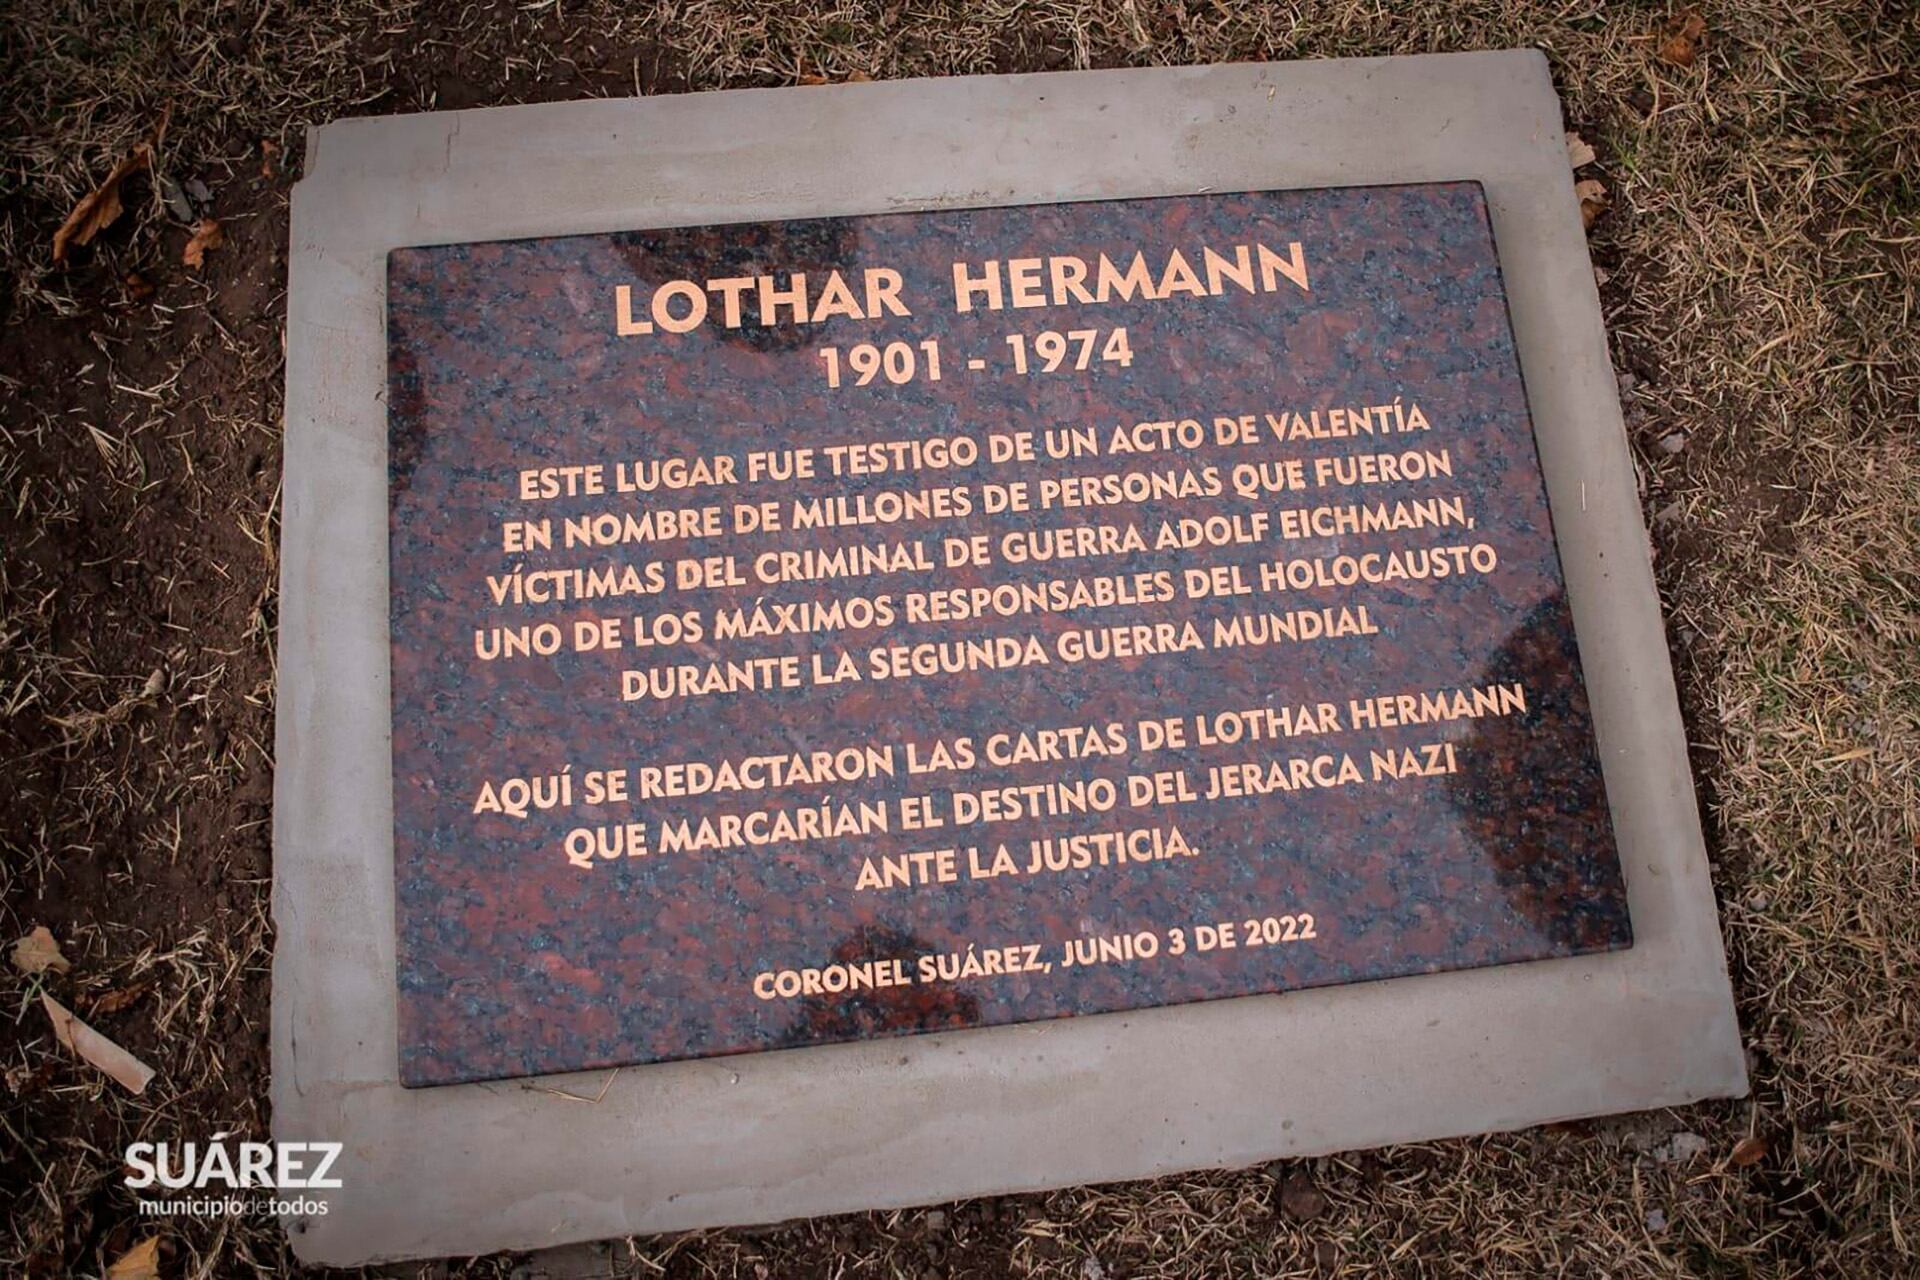 LOTHAR HERMANN
1901 - 1974
ESTE LUGAR FUE TESTIGO DE UN ACTO DE VALENTÍA
EN NOMBRE DE MILLONES DE PERSONAS QUE FUERON
VÍCTIMAS DEL CRIMINAL DE GUERRA ADOLF EICHMANN,
UNO DE LOS MÁXIMOS RESPONSABLES DEL HOLOCAUSTO
DURANTE LA SEGUNDA GUERRA MUNDIAL
AQUÍ SE REDACTARON LAS CARTAS DE LOTHAR HERMANN
QUE MARCARÍAN EL DESTINO DEL JERARCA NAZI
ANTE LA JUSTICIA.
CORONEL SUÁREZ, JUNIO 3 DE 2022
SUÁREZ
municipiodetodos